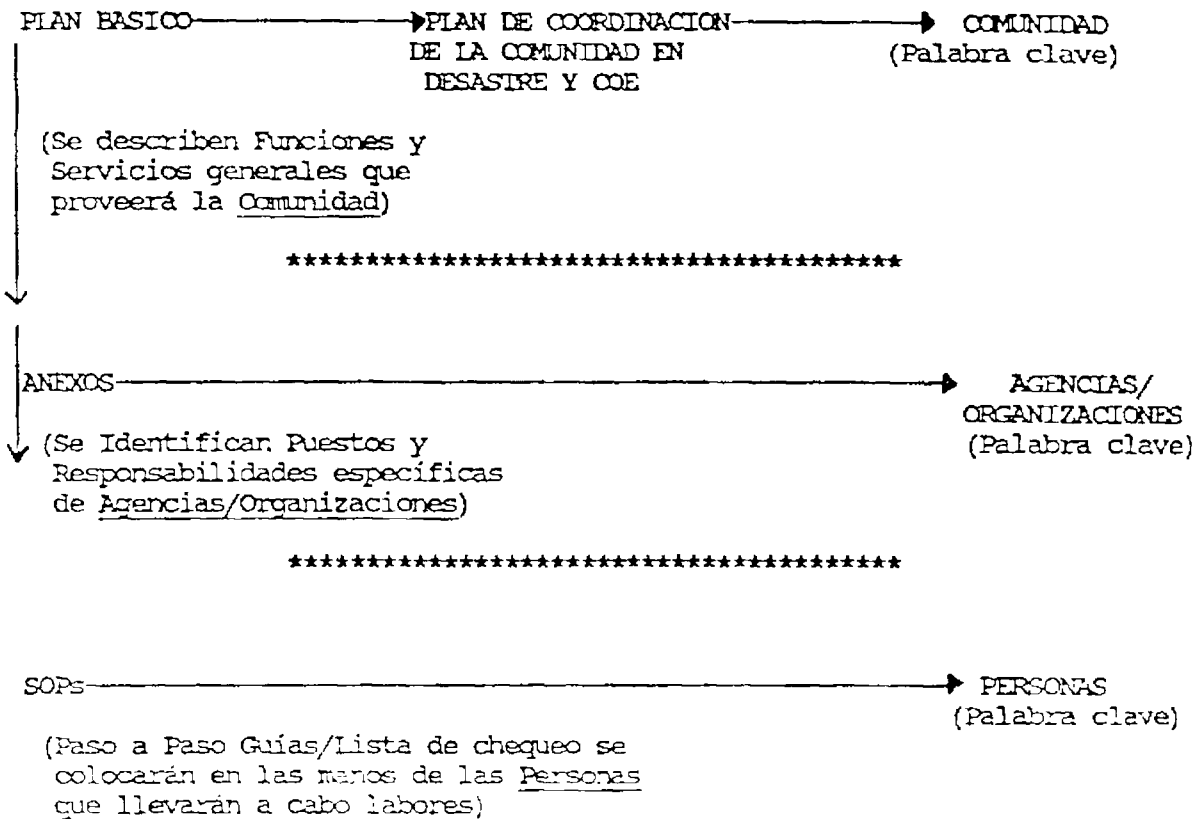 PLAN BASICO PLAN DE COORDINACION COMUNIDAD
DE LA COMUNIDAD EN (Palabra clave)
DESASTRE Y COE
(Se describen Funciones y
Servicios generales que
proveerá la Comunidad)
***************************************
ANEXOS AGENCIAS/
ORGANIZACIONES
(Se Identifican Puestos y (Palabra clave)
Responsabilidades específicas
de Agencias/Organizaciones)
***************************************
SOPs PERSONAS
(Palabra clave)
(Paso a Paso Guías/Lista de chequeo se
colocarán en las manos de las Personas
que llevarán a cabo labores)